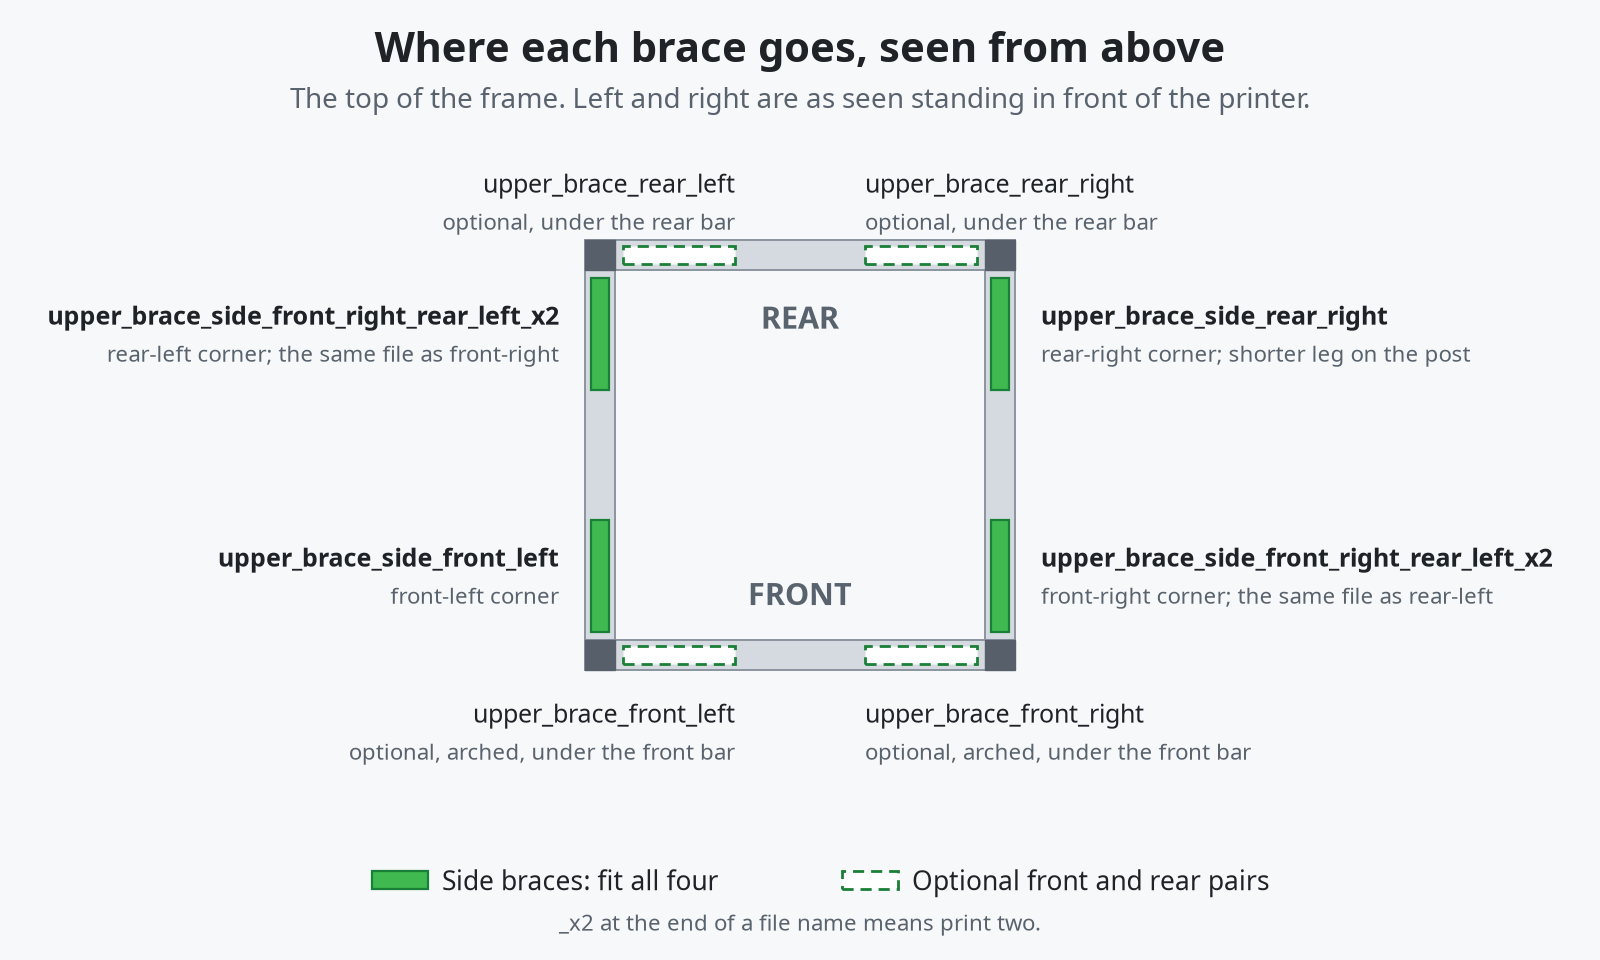 Where each brace goes, seen from above
The top of the frame. Left and right are as seen standing in front of the printer.
upper_brace_rear_left
optional, under the rear bar
upper_brace_rear_right
optional, under the rear bar
upper_brace_side_front_right_rear_left_x2
rear-left corner; the same file as front-right
REAR
upper_brace_side_rear_right
rear-right corner; shorter leg on the post
upper_brace_side_front_left
front-left corner
FRONT
upper_brace_side_front_right_rear_left_x2
front-right corner; the same file as rear-left
upper_brace_front_left
optional, arched, under the front bar
upper_brace_front_right
optional, arched, under the front bar
Side braces: fit all four
Optional front and rear pairs
_x2 at the end of a file name means print two.